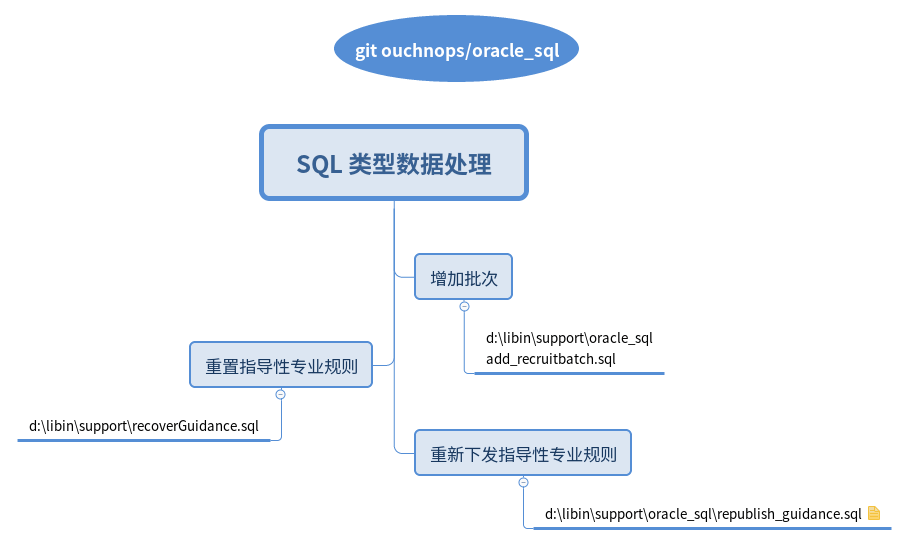 git ouchnops/oracle_sql
SQL 类型数据处理
增加批次
d:\libin\support\oracle_sql
add_recruitbatch.sql
重置指导性专业规则
d:\libin\support\recoverGuidance.sql
重新下发指导性专业规则
d:\libin\support\oracle_sql\republish_guidance.sql